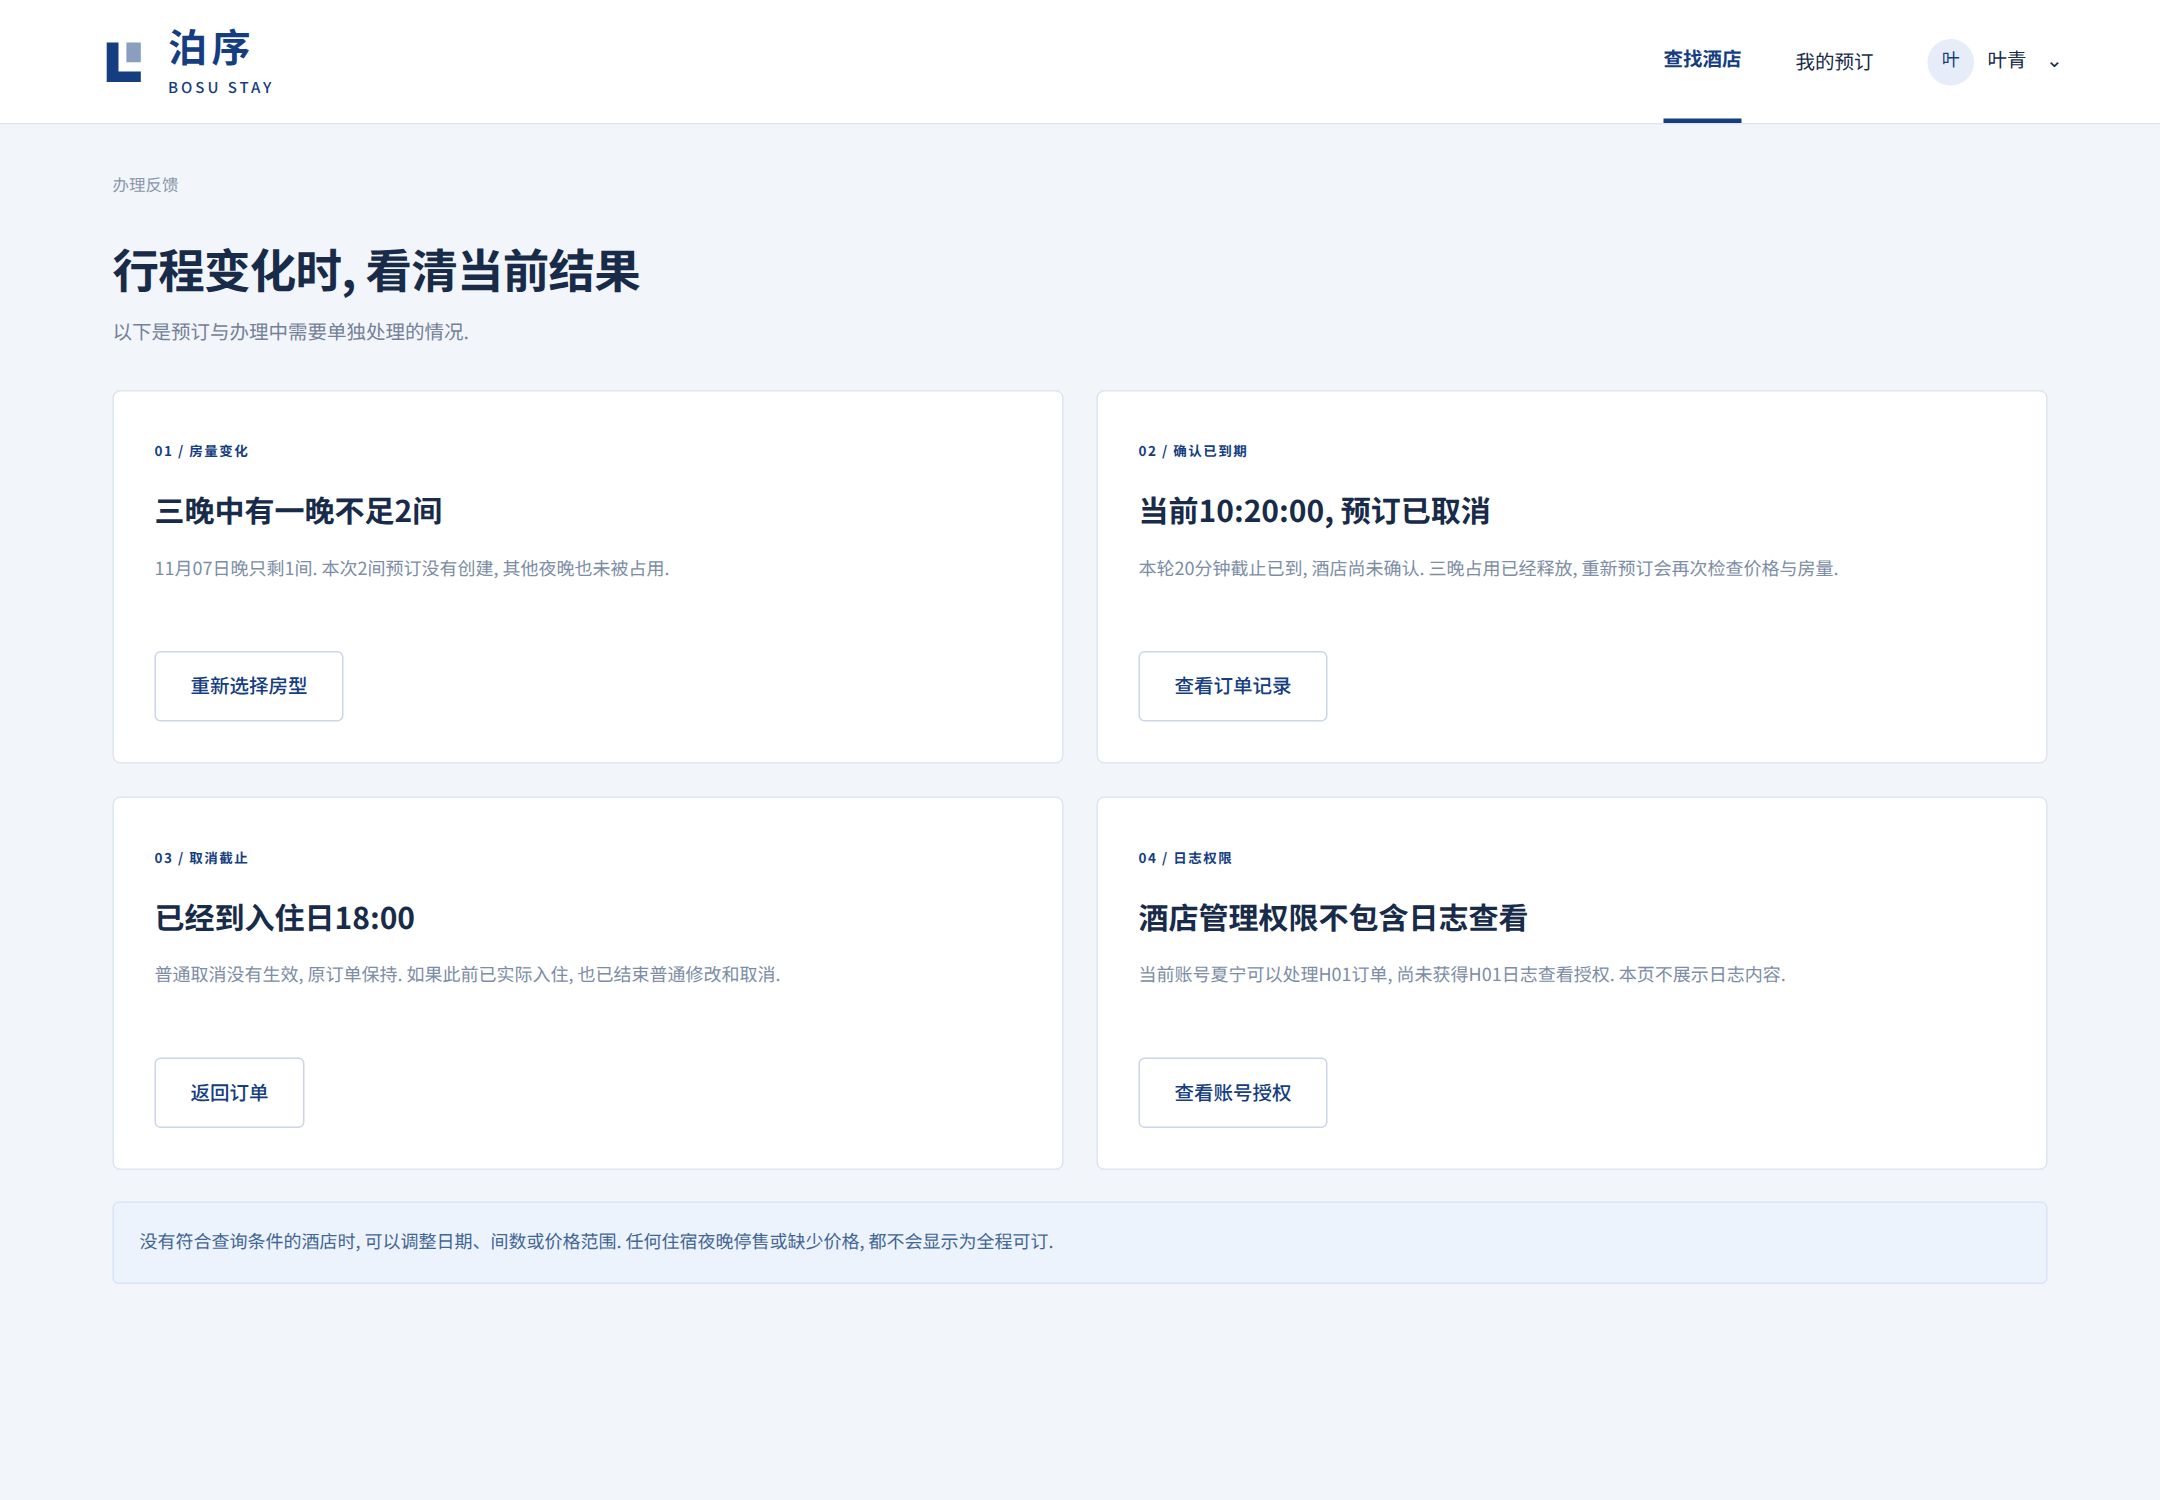 泊序
BOSU STAY
查找酒店
我的预订
叶
叶青
办理反馈
行程变化时, 看清当前结果
以下是预订与办理中需要单独处理的情况.
01 / 房量变化
三晚中有一晚不足2间
11月07日晚只剩1间. 本次2间预订没有创建, 其他夜晚也未被占用.
重新选择房型
02 / 确认已到期
当前10:20:00, 预订已取消
本轮20分钟截止已到, 酒店尚未确认. 三晚占用已经释放, 重新预订会再次检查价格与房量.
查看订单记录
03 / 取消截止
已经到入住日18:00
普通取消没有生效, 原订单保持. 如果此前已实际入住, 也已结束普通修改和取消.
返回订单
04 / 日志权限
酒店管理权限不包含日志查看
当前账号夏宁可以处理H01订单, 尚未获得H01日志查看授权. 本页不展示日志内容.
查看账号授权
没有符合查询条件的酒店时, 可以调整日期、间数或价格范围. 任何住宿夜晚停售或缺少价格, 都不会显示为全程可订.